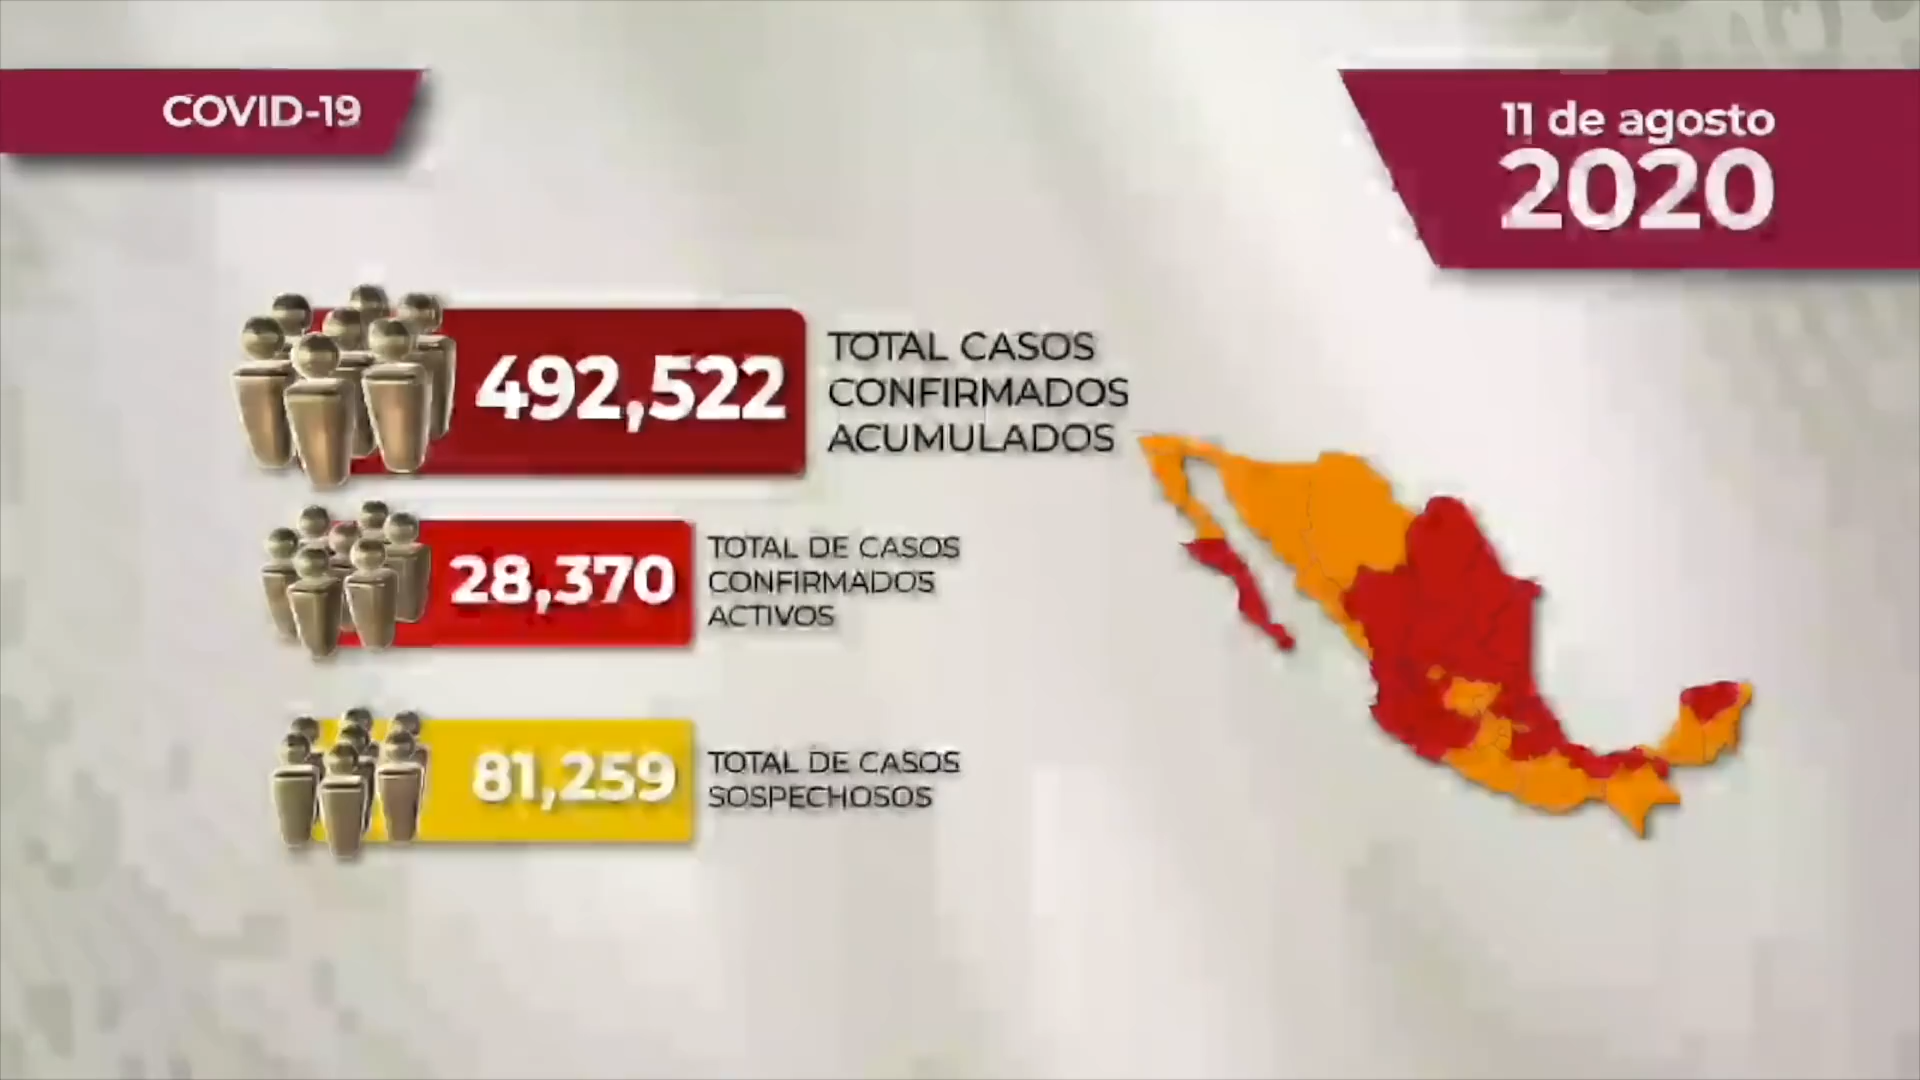 COVID-19
11 de agosto
2020
492,522
TOTAL CASOS
CONFIRMADOS
ACUMULADOS
28,370
TOTAL DE CASOS
CONFIRMADOS
ACTIVOS
81,259
TOTAL DE CASOS
SOSPECHOSOS